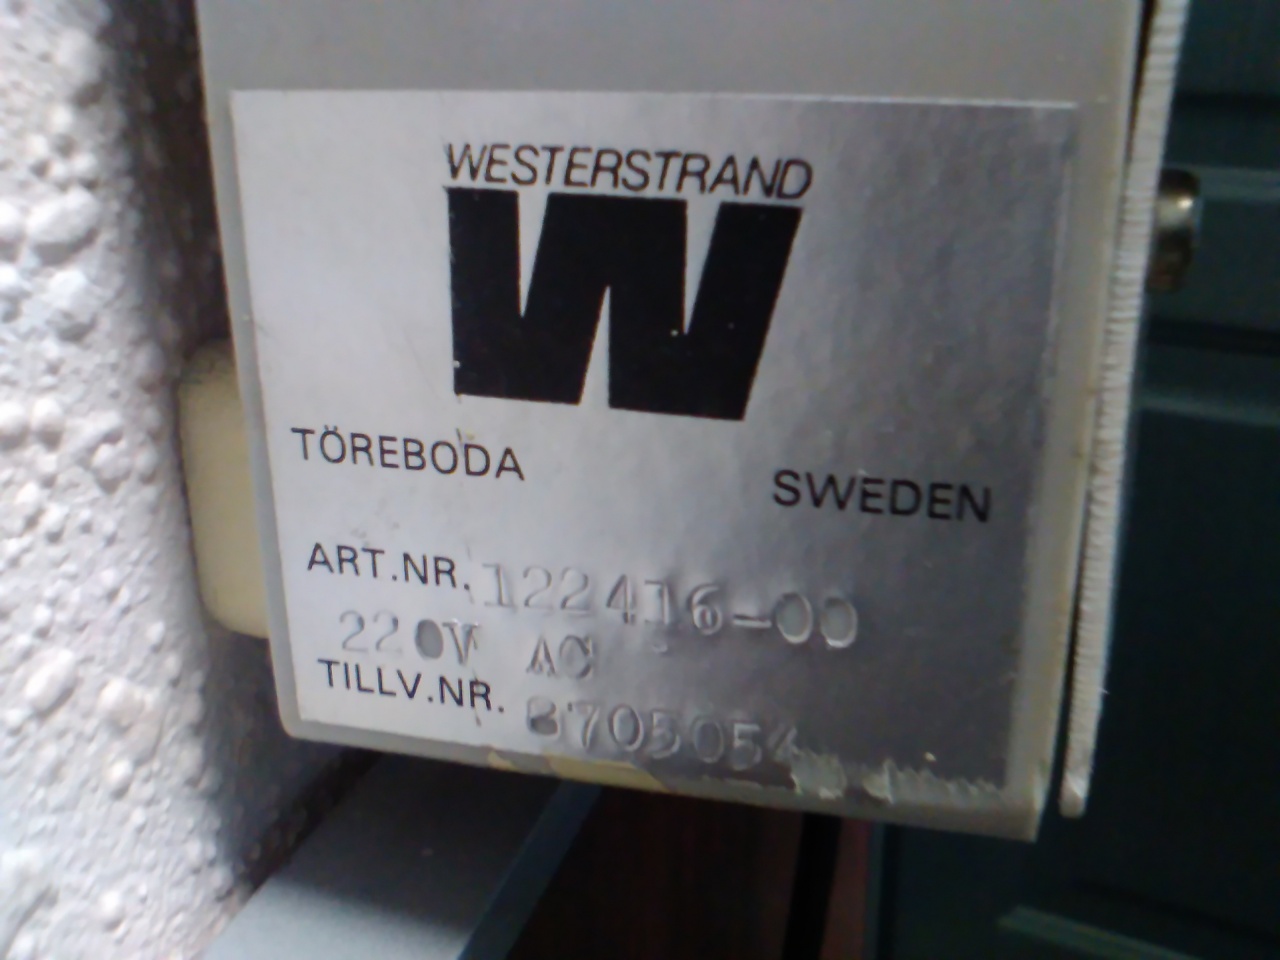 WESTERSTRAND
W
TÖREBODA SWEDEN
ART.NR. 122416-00
220V AC
TILLV.NR. 8705054